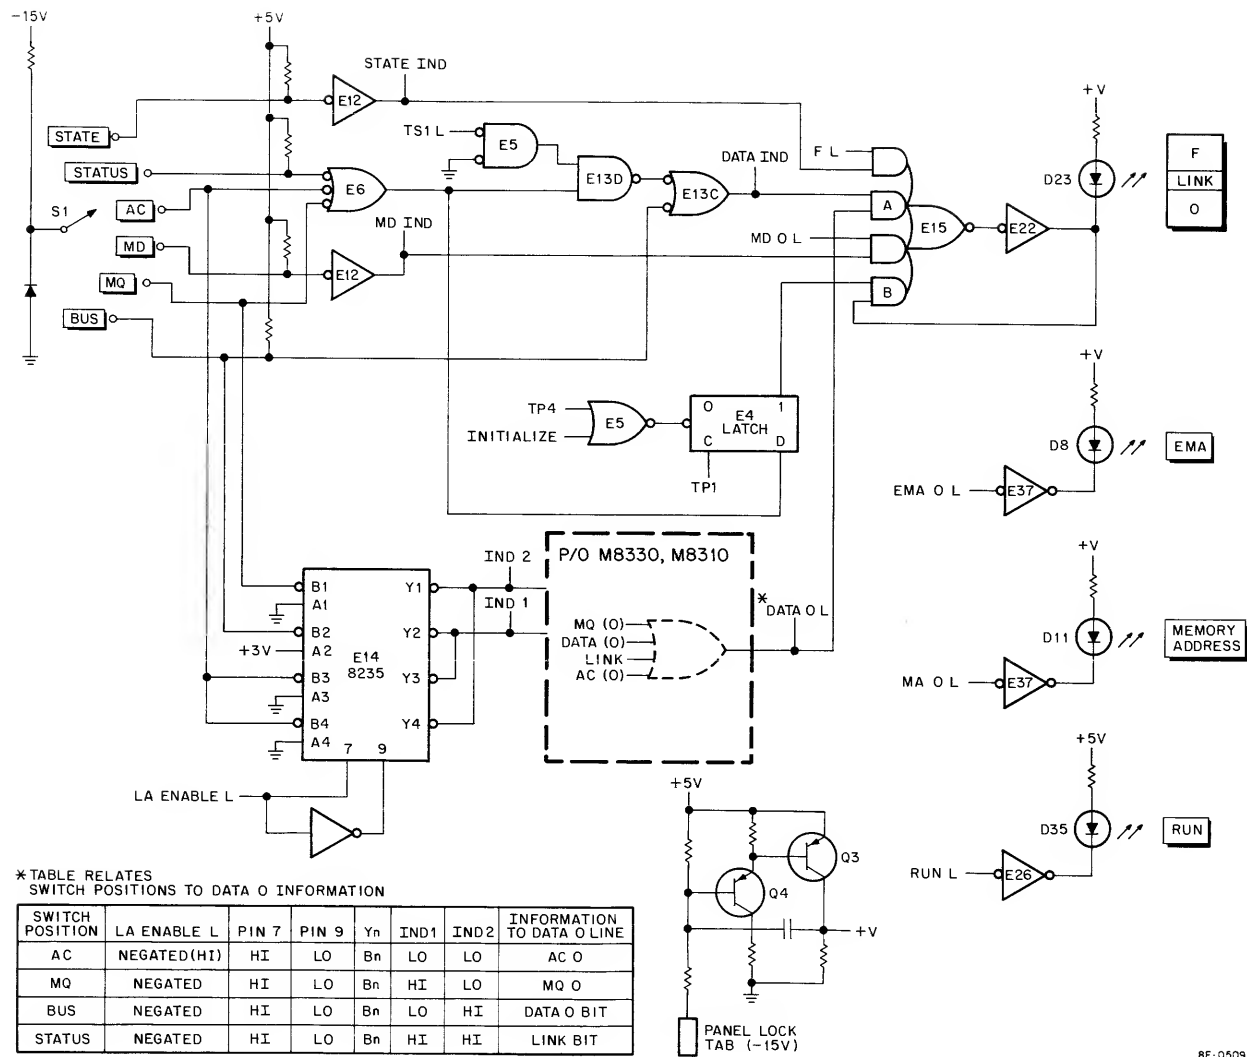 -15V
+5V
STATE IND
STATE
E12
TS1 L
E5
STATUS
E6
E13D
DATA IND
E13C
F L
+V
D23
F
LINK
O
AC
S1
MD
MD IND
E12
A
MD O L
E15
E22
MQ
B
BUS
+V
TP4
INITIALIZE
E5
O 1
E4
LATCH
C D
TP1
D8
EMA
EMA O L
E37
IND 2
IND 1
P/O M8330, M8310
MQ (O)
DATA (O)
LINK
AC (O)
* DATA O L
B1 Y1
A1
B2 Y2
A2
+3V
E14
8235
B3 Y3
A3
B4 Y4
A4
7 9
LA ENABLE L
+V
D11
MEMORY
ADDRESS
MA O L
E37
+5V
D35
RUN
RUN L
E26
+5V
Q3
Q4
+V
PANEL LOCK
TAB (-15V)
* TABLE RELATES
SWITCH POSITIONS TO DATA O INFORMATION
SWITCH POSITION LA ENABLE L PIN 7 PIN 9 Yn IND1 IND2 INFORMATION TO DATA O LINE
AC NEGATED(HI) HI LO Bn LO LO AC O
MQ NEGATED HI LO Bn HI LO MQ O
BUS NEGATED HI LO Bn LO HI DATA O BIT
STATUS NEGATED HI LO Bn HI HI LINK BIT
8E-0509